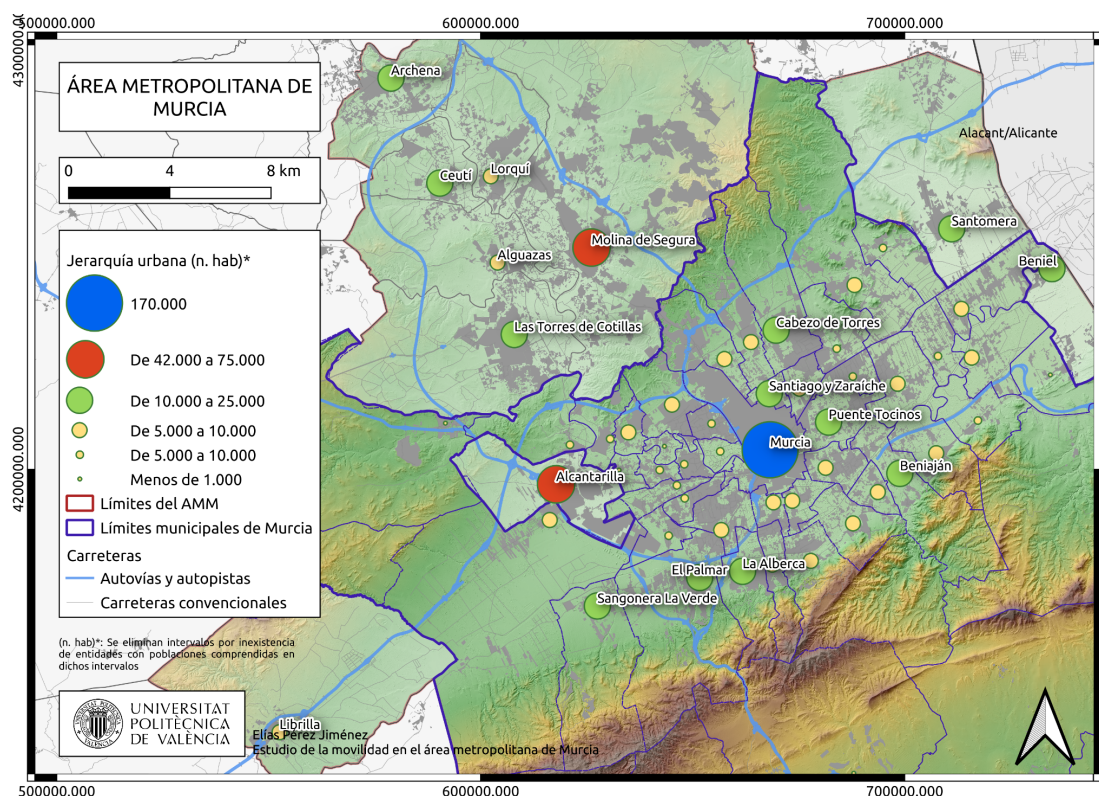 500000.000
600000.000
700000.000
4300000.000
4200000.000
ÁREA METROPOLITANA DE
MURCIA
0 4 8 km
Jerarquía urbana (n. hab)*
170.000
De 42.000 a 75.000
De 10.000 a 25.000
De 5.000 a 10.000
De 5.000 a 10.000
Menos de 1.000
Límites del AMM
Límites municipales de Murcia
Carreteras
Autovías y autopistas
Carreteras convencionales
(n. hab)*: Se eliminan intervalos por inexistencia
de entidades con poblaciones comprendidas en
dichos intervalos
UNIVERSITAT
POLITÈCNICA
DE VALÈNCIA
Elías Pérez Jiménez
Estudio de la movilidad en el área metropolitana de Murcia
Archena
Alacant/Alicante
Lorquí
Ceutí
Santomera
Molina de Segura
Alguazas
Beniel
Las Torres de Cotillas
Cabezo de Torres
Santiago y Zaraíche
Puente Tocinos
Murcia
Beniaján
Alcantarilla
La Alberca
El Palmar
Sangonera La Verde
Librilla
500000.000
600000.000
700000.000